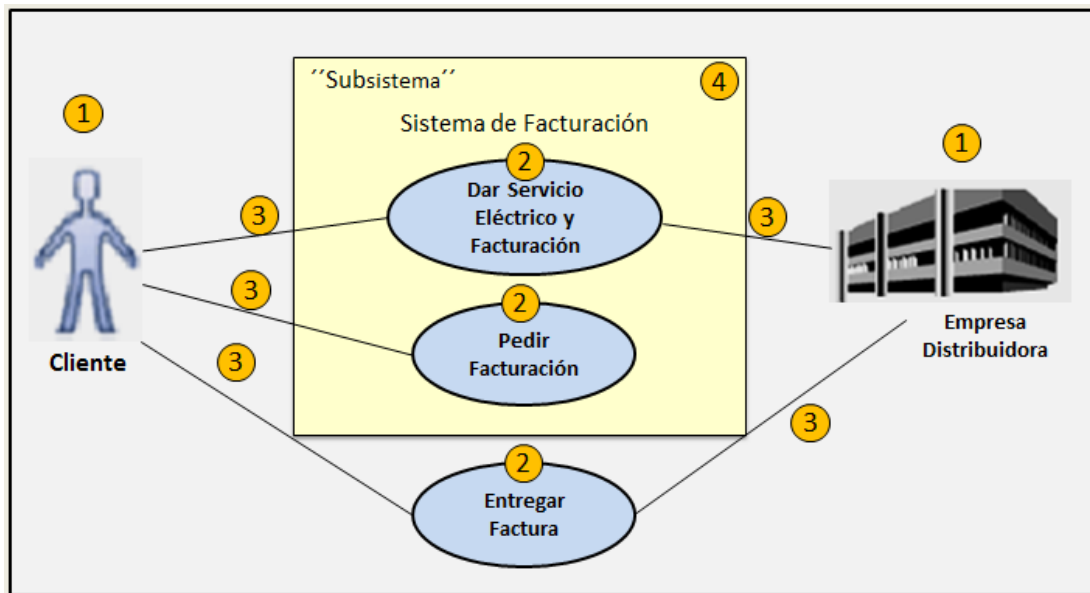 ´´Subsistema´´
4
1
Sistema de Facturación
1
2
Dar Servicio
Eléctrico y
Facturación
3
3
3
2
Pedir
Facturación
Empresa
Distribuidora
Cliente
3
3
2
Entregar
Factura